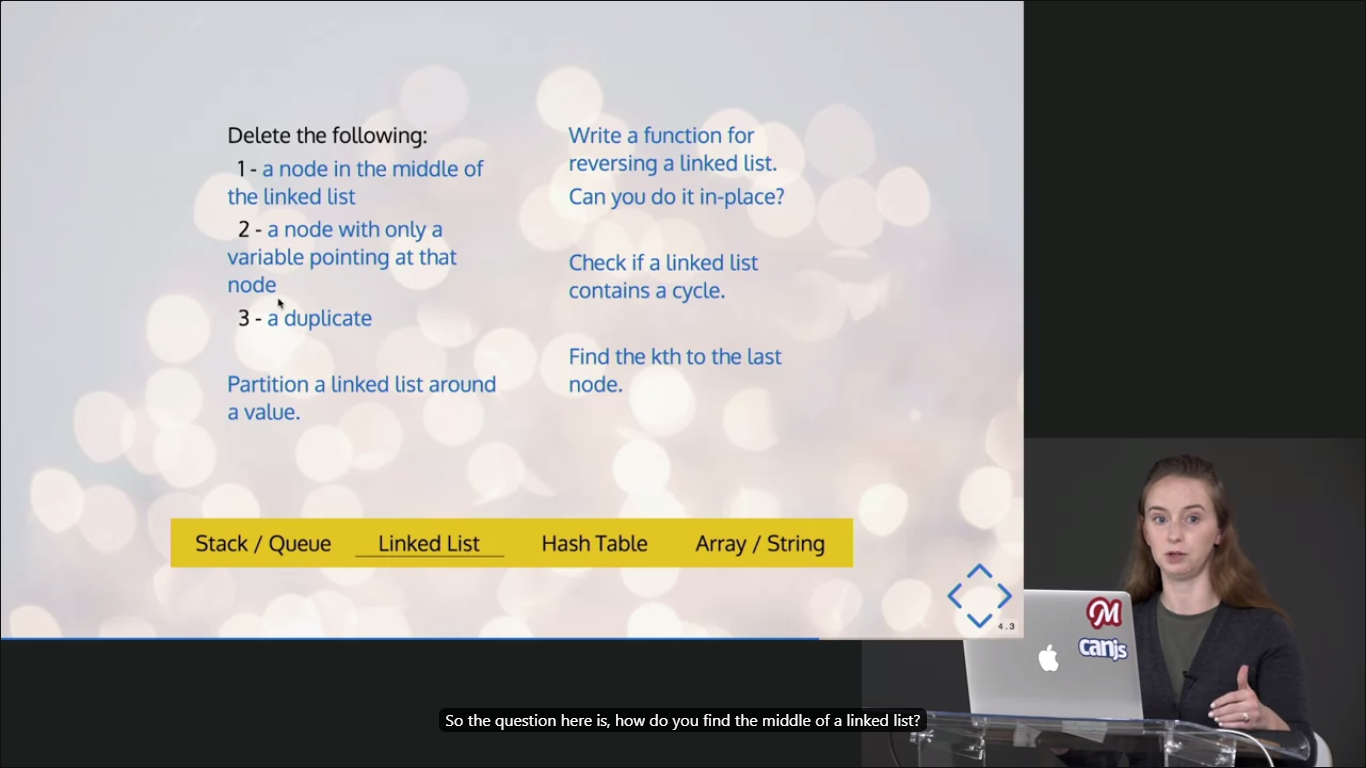 Delete the following:
1 - a node in the middle of
the linked list
2 - a node with only a
variable pointing at that
node
3 - a duplicate
Partition a linked list around
a value.
Write a function for
reversing a linked list.
Can you do it in-place?
Check if a linked list
contains a cycle.
Find the kth to the last
node.
Stack / Queue Linked List Hash Table Array / String
4.3
M
canjs
So the question here is, how do you find the middle of a linked list?